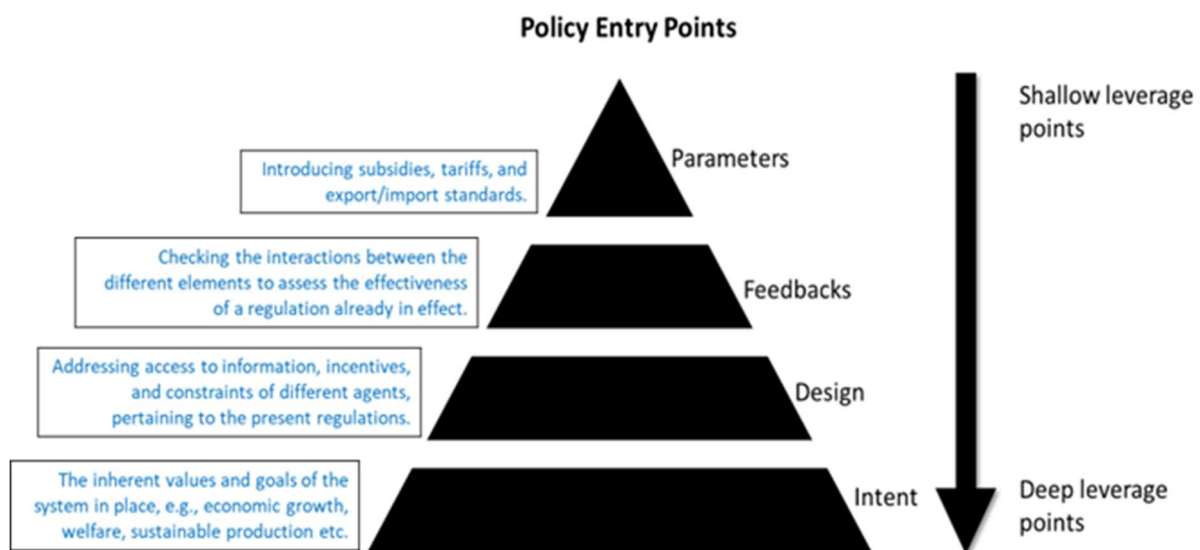 Policy Entry Points
Shallow leverage
points
Introducing subsidies, tariffs, and
export/import standards.
Parameters
Checking the interactions between the
different elements to assess the effectiveness
of a regulation already in effect.
Feedbacks
Addressing access to information, incentives,
and constraints of different agents,
pertaining to the present regulations.
Design
The inherent values and goals of the
system in place, e.g., economic growth,
welfare, sustainable production etc.
Intent
Deep leverage
points